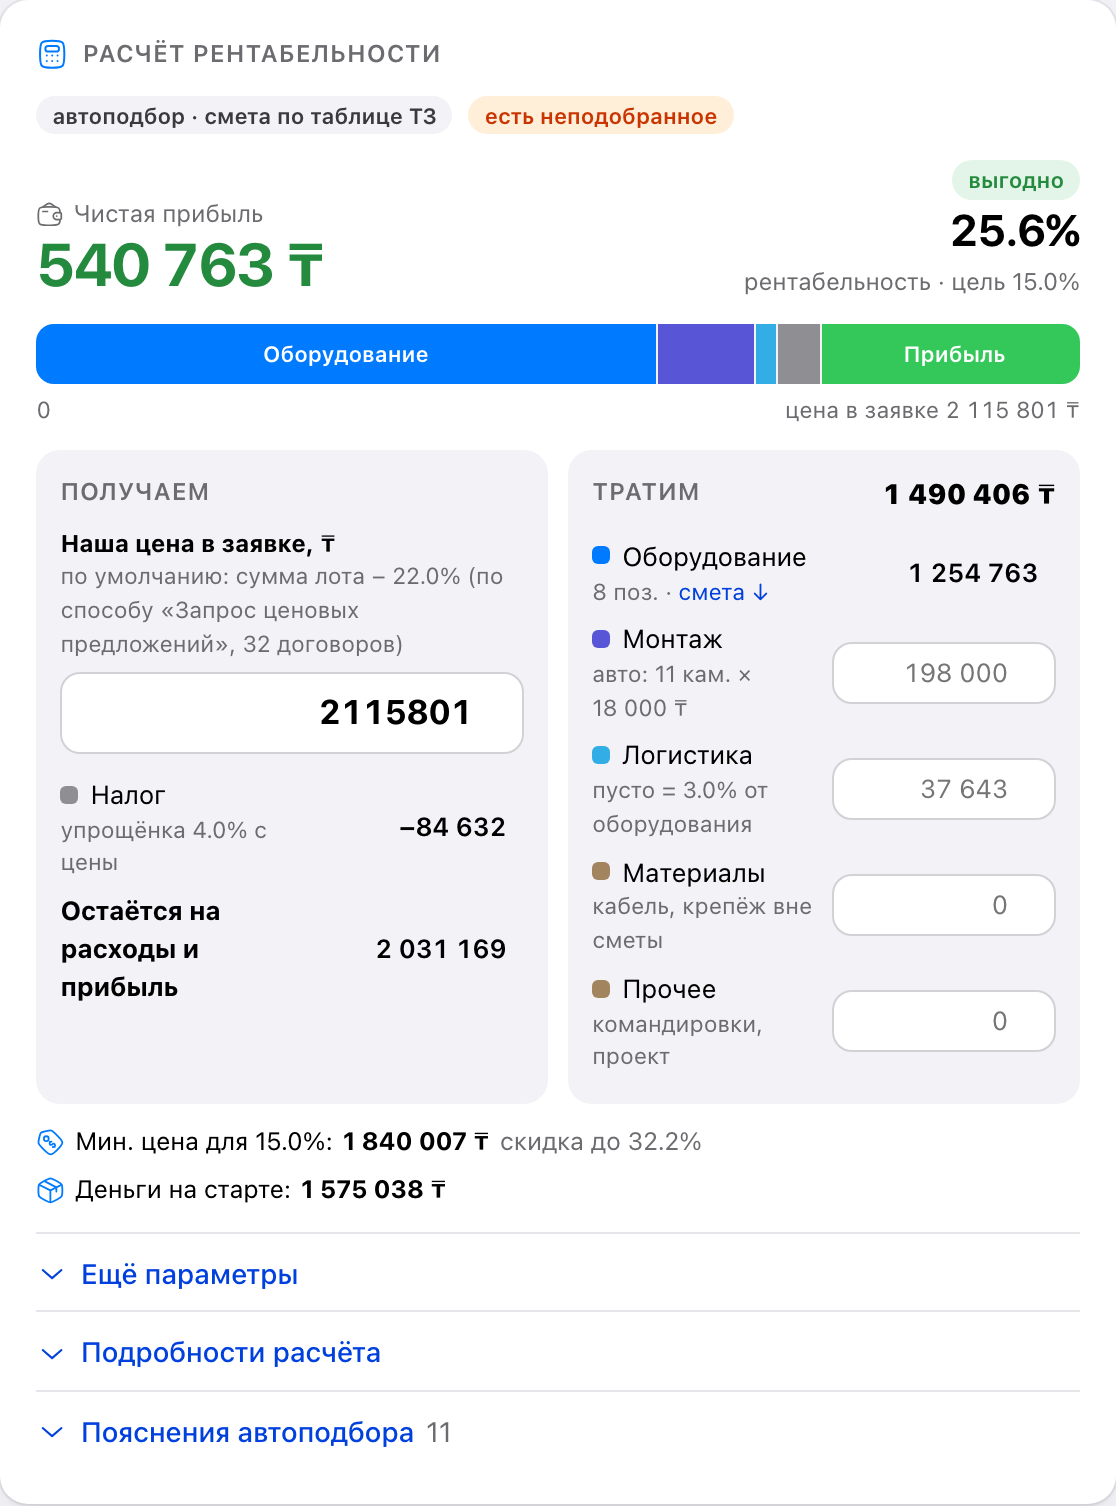 РАСЧЁТ РЕНТАБЕЛЬНОСТИ
автоподбор · смета по таблице ТЗ
есть неподобранное
выгодно
Чистая прибыль
25.6%
540 763 ₸
рентабельность · цель 15.0%
Оборудование
Прибыль
0
цена в заявке 2 115 801 ₸
ПОЛУЧАЕМ
Наша цена в заявке, ₸
по умолчанию: сумма лота – 22.0% (по
способу «Запрос ценовых
предложений», 32 договоров)
2115801
Налог
упрощёнка 4.0% с
цены
–84 632
Остаётся на
расходы и
прибыль
2 031 169
ТРАТИМ
1 490 406 ₸
Оборудование
8 поз. · смета ↓
1 254 763
Монтаж
авто: 11 кам. ×
18 000 ₸
198 000
Логистика
пусто = 3.0% от
оборудования
37 643
Материалы
кабель, крепёж вне
сметы
0
Прочее
командировки,
проект
0
Мин. цена для 15.0%: 1 840 007 ₸ скидка до 32.2%
Деньги на старте: 1 575 038 ₸
Ещё параметры
Подробности расчёта
Пояснения автоподбора 11